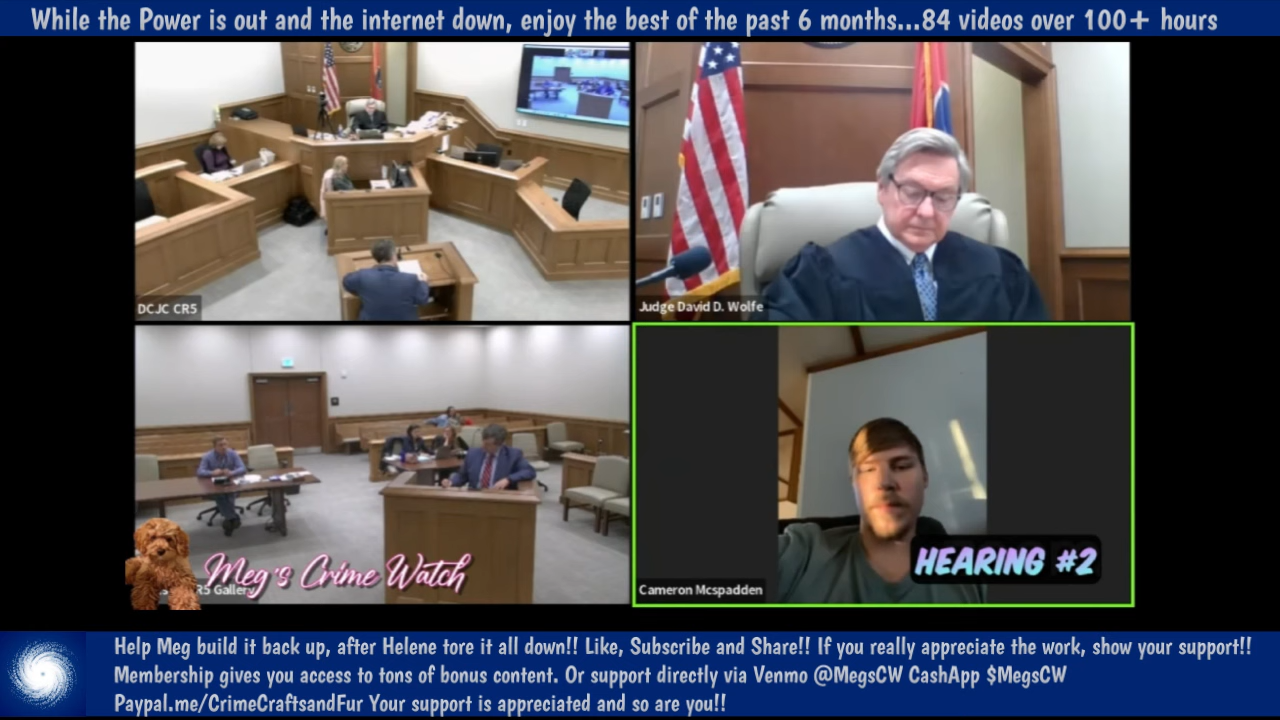 While the Power is out and the internet down, enjoy the best of the past 6 months...84 videos over 100+ hours
DCJC CR5
Judge David D. Wolfe
Meg's Crime Watch
R5 Gallery
HEARING #2
Cameron Mcspadden
Help Meg build it back up, after Helene tore it all down!! Like, Subscribe and Share!! If you really appreciate the work, show your support!!
Membership gives you access to tons of bonus content. Or support directly via Venmo @MegsCW CashApp $MegsCW
Paypal.me/CrimeCraftsandFur Your support is appreciated and so are you!!